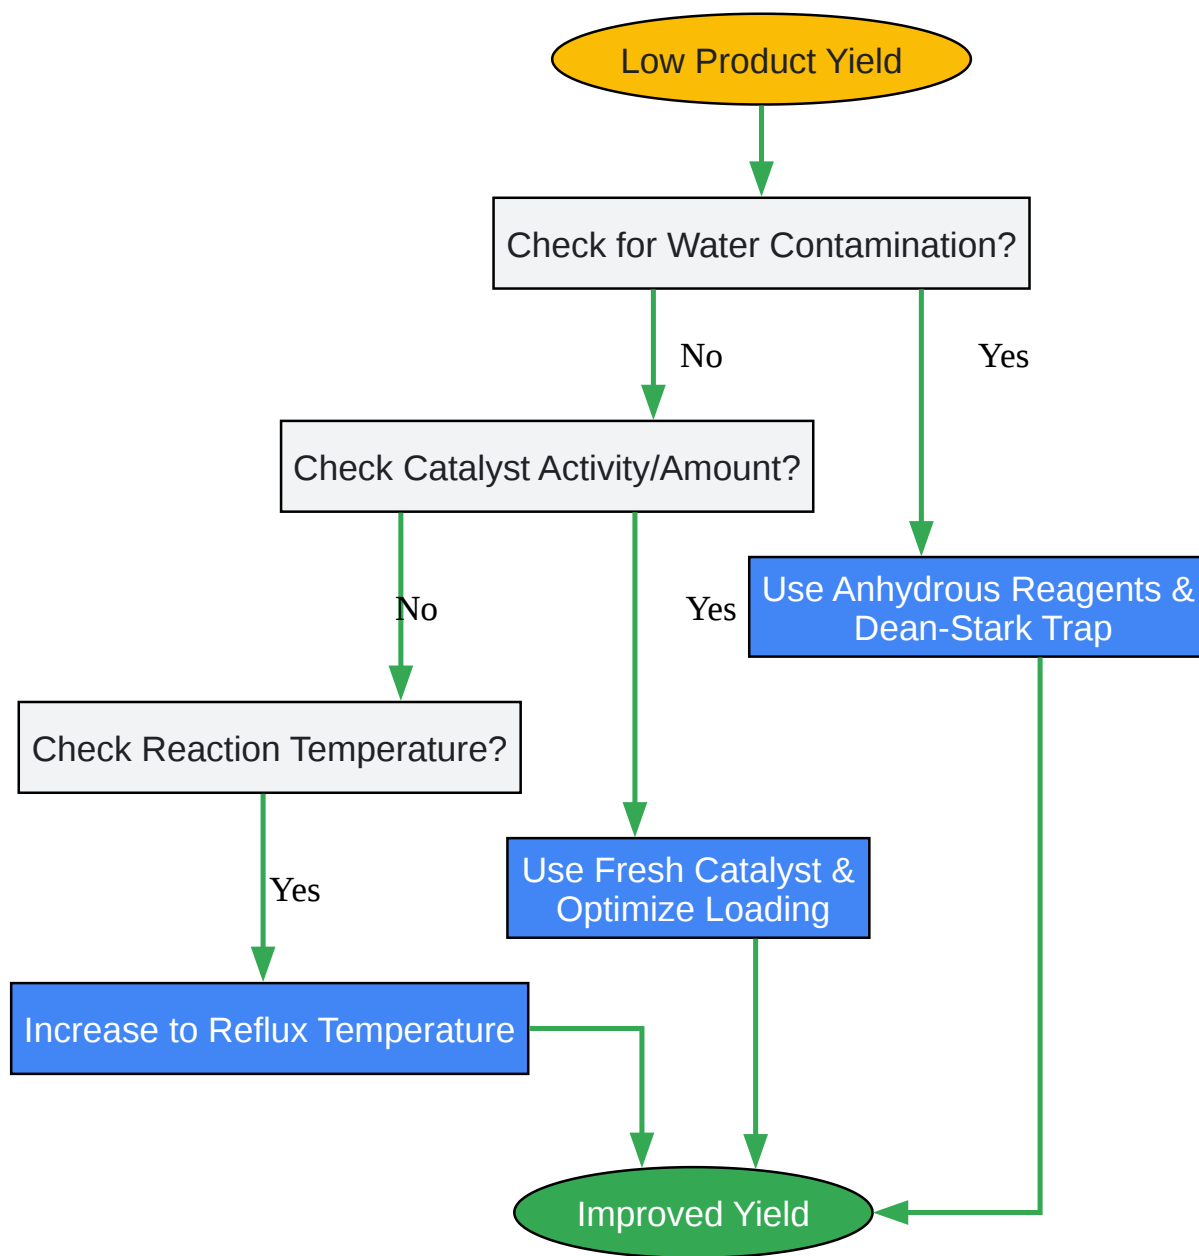 Low Product Yield
Check for Water Contamination?
No
Yes
Check Catalyst Activity/Amount?
Use Anhydrous Reagents &
Dean-Stark Trap
No
Yes
Check Reaction Temperature?
Use Fresh Catalyst &
Optimize Loading
Yes
Increase to Reflux Temperature
Improved Yield